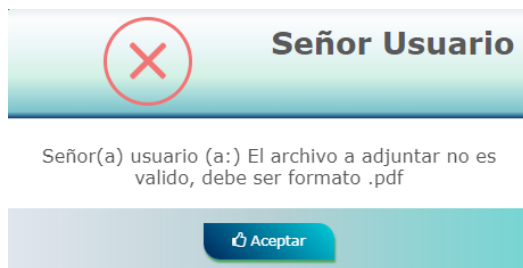 Señor Usuario
Señor(a) usuario (a:) El archivo a adjuntar no es
valido, debe ser formato .pdf
Aceptar